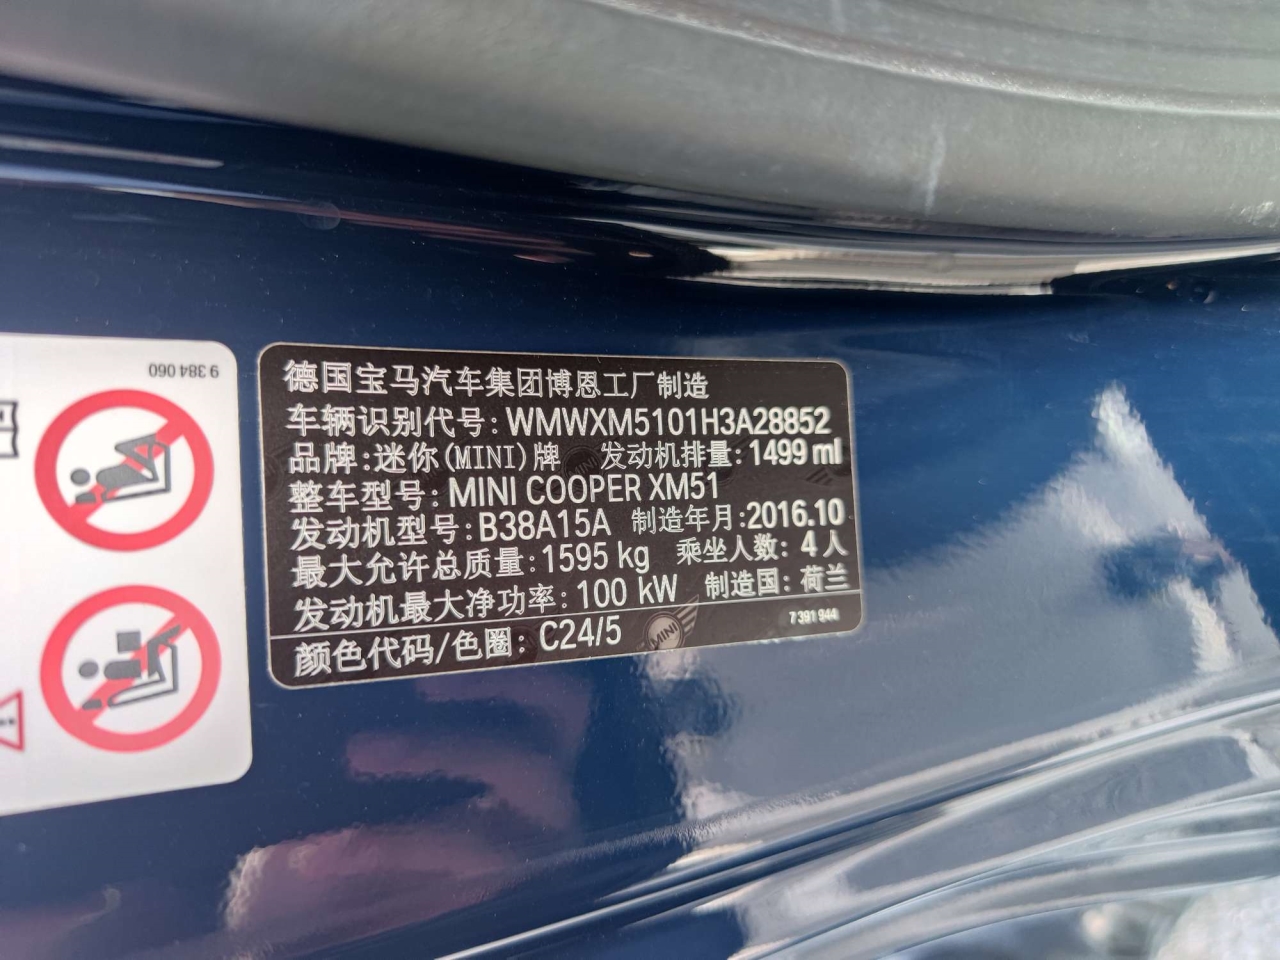 9 384 060
德国宝马汽车集团博恩工厂制造
车辆识别代号: WMWXM5101H3A28852
品牌:迷你(MINI)牌 发动机排量: 1499 ml
整车型号: MINI COOPER XM51
发动机型号: B38A15A 制造年月:2016.10
最大允许总质量: 1595 kg 乘坐人数: 4人
发动机最大净功率: 100 kW 制造国: 荷兰
颜色代码/色圈: C24/5
MINI
7 391 944